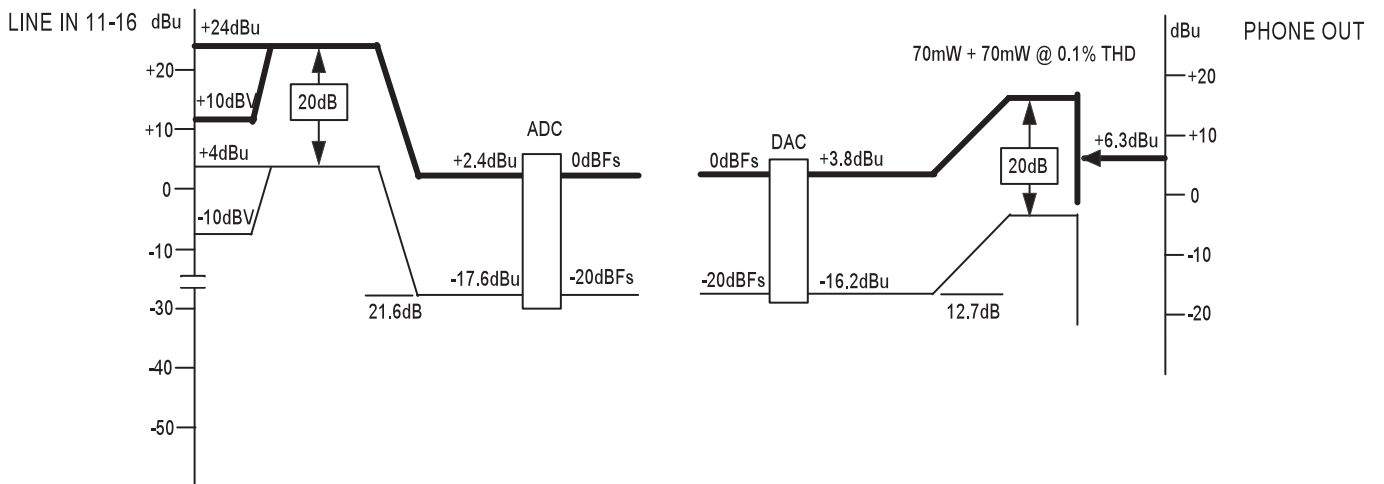 LINE IN 11-16
dBu
+24dBu
+20
+10dBV
+10
+4dBu
0
-10dBV
-10
-30
-40
-50
20dB
21.6dB
+2.4dBu
-17.6dBu
ADC
0dBFs
-20dBFs
0dBFs
-20dBFs
DAC
+3.8dBu
-16.2dBu
12.7dB
70mW + 70mW @ 0.1% THD
20dB
+6.3dBu
dBu
PHONE OUT
+20
+10
0
-10
-20